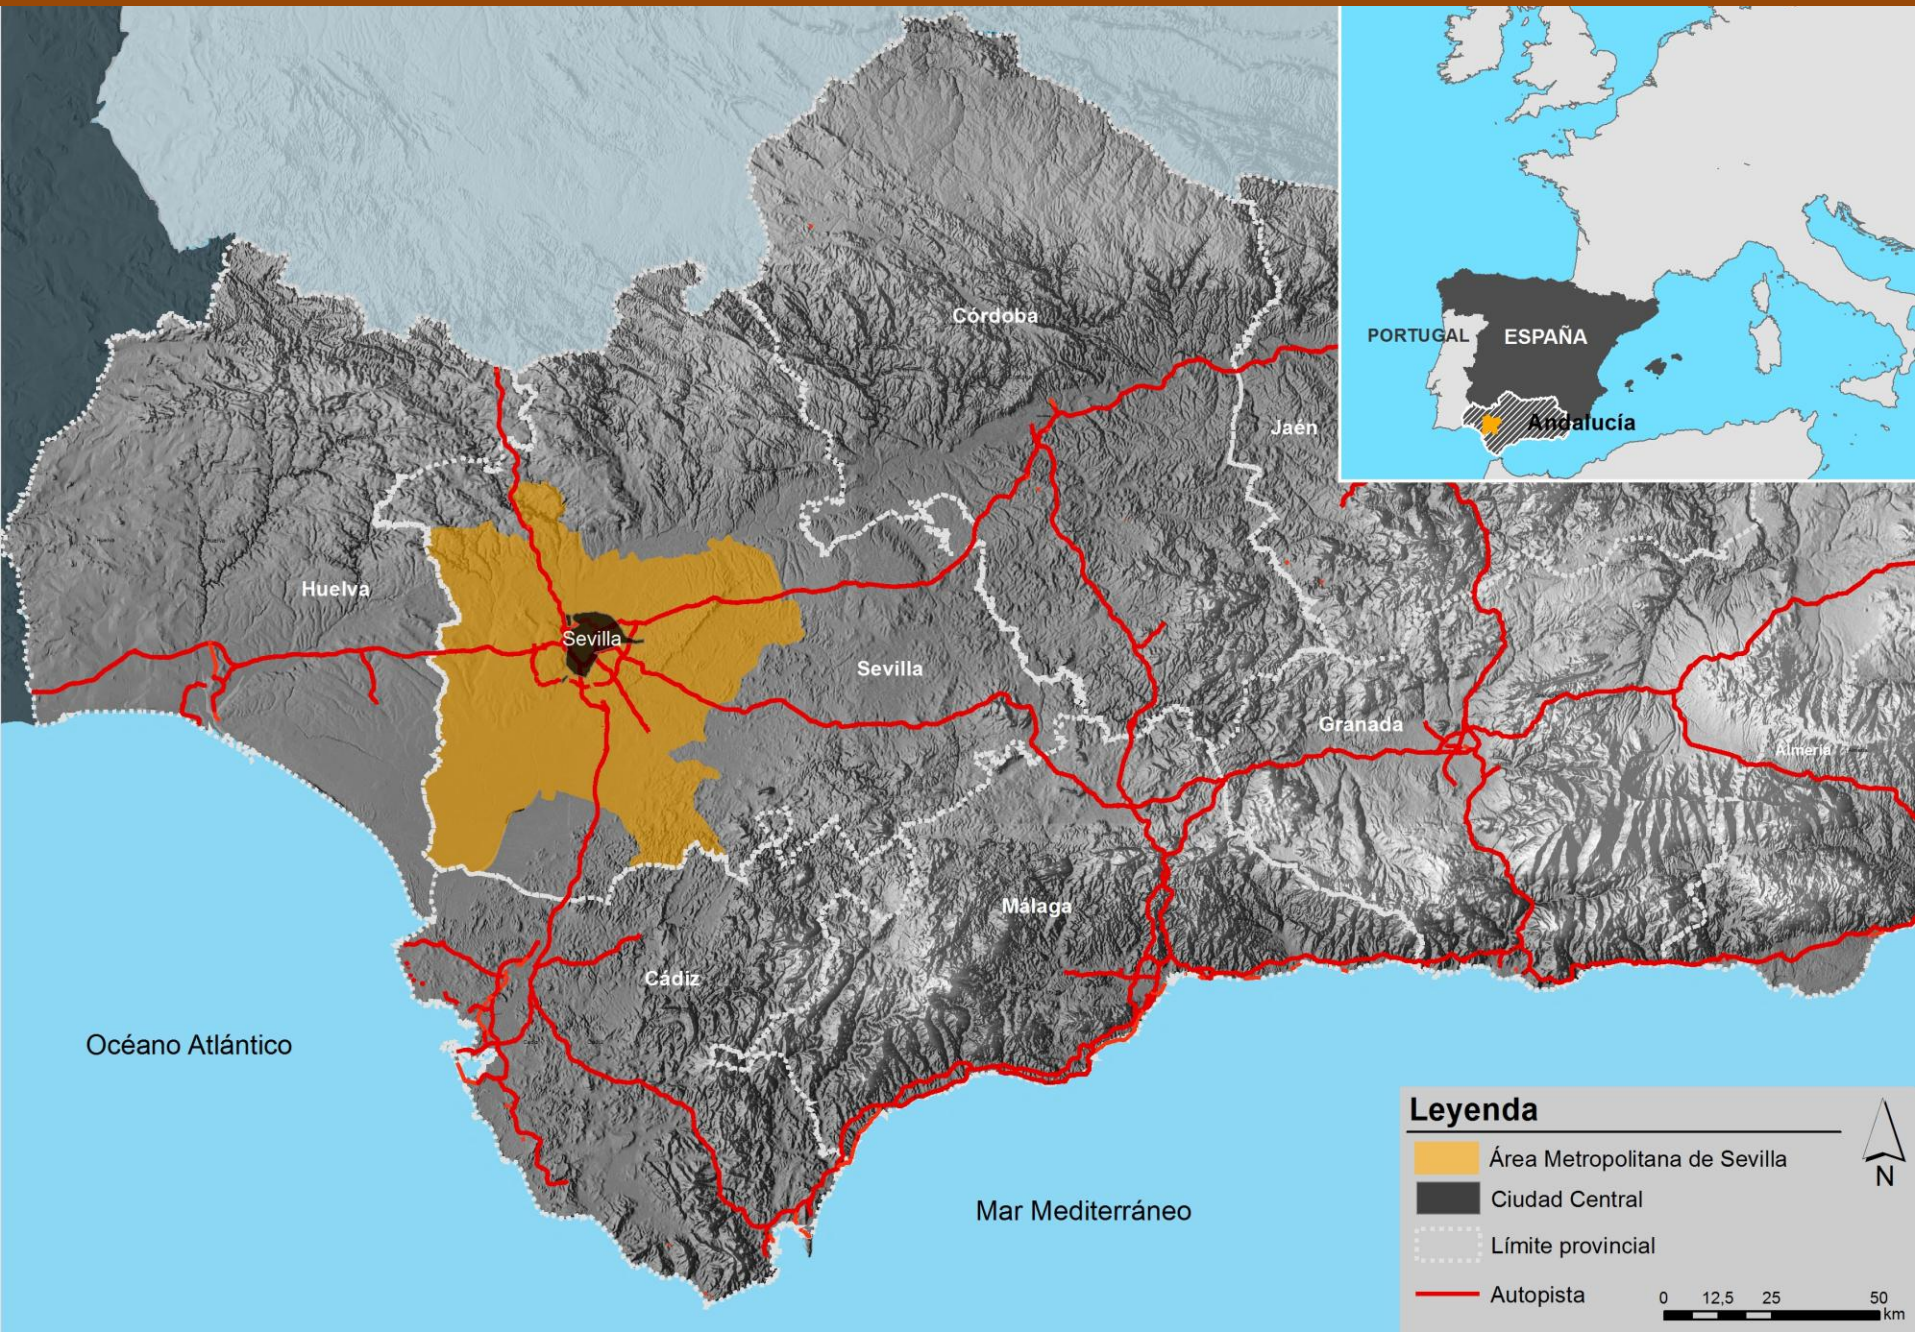 PORTUGAL
ESPAÑA
Andalucía
Córdoba
Jaén
Huelva
Sevilla
Sevilla
Granada
Almería
Málaga
Cádiz
Océano Atlántico
Mar Mediterráneo
Leyenda
Área Metropolitana de Sevilla
Ciudad Central
Límite provincial
Autopista
N
0 12,5 25 50
km